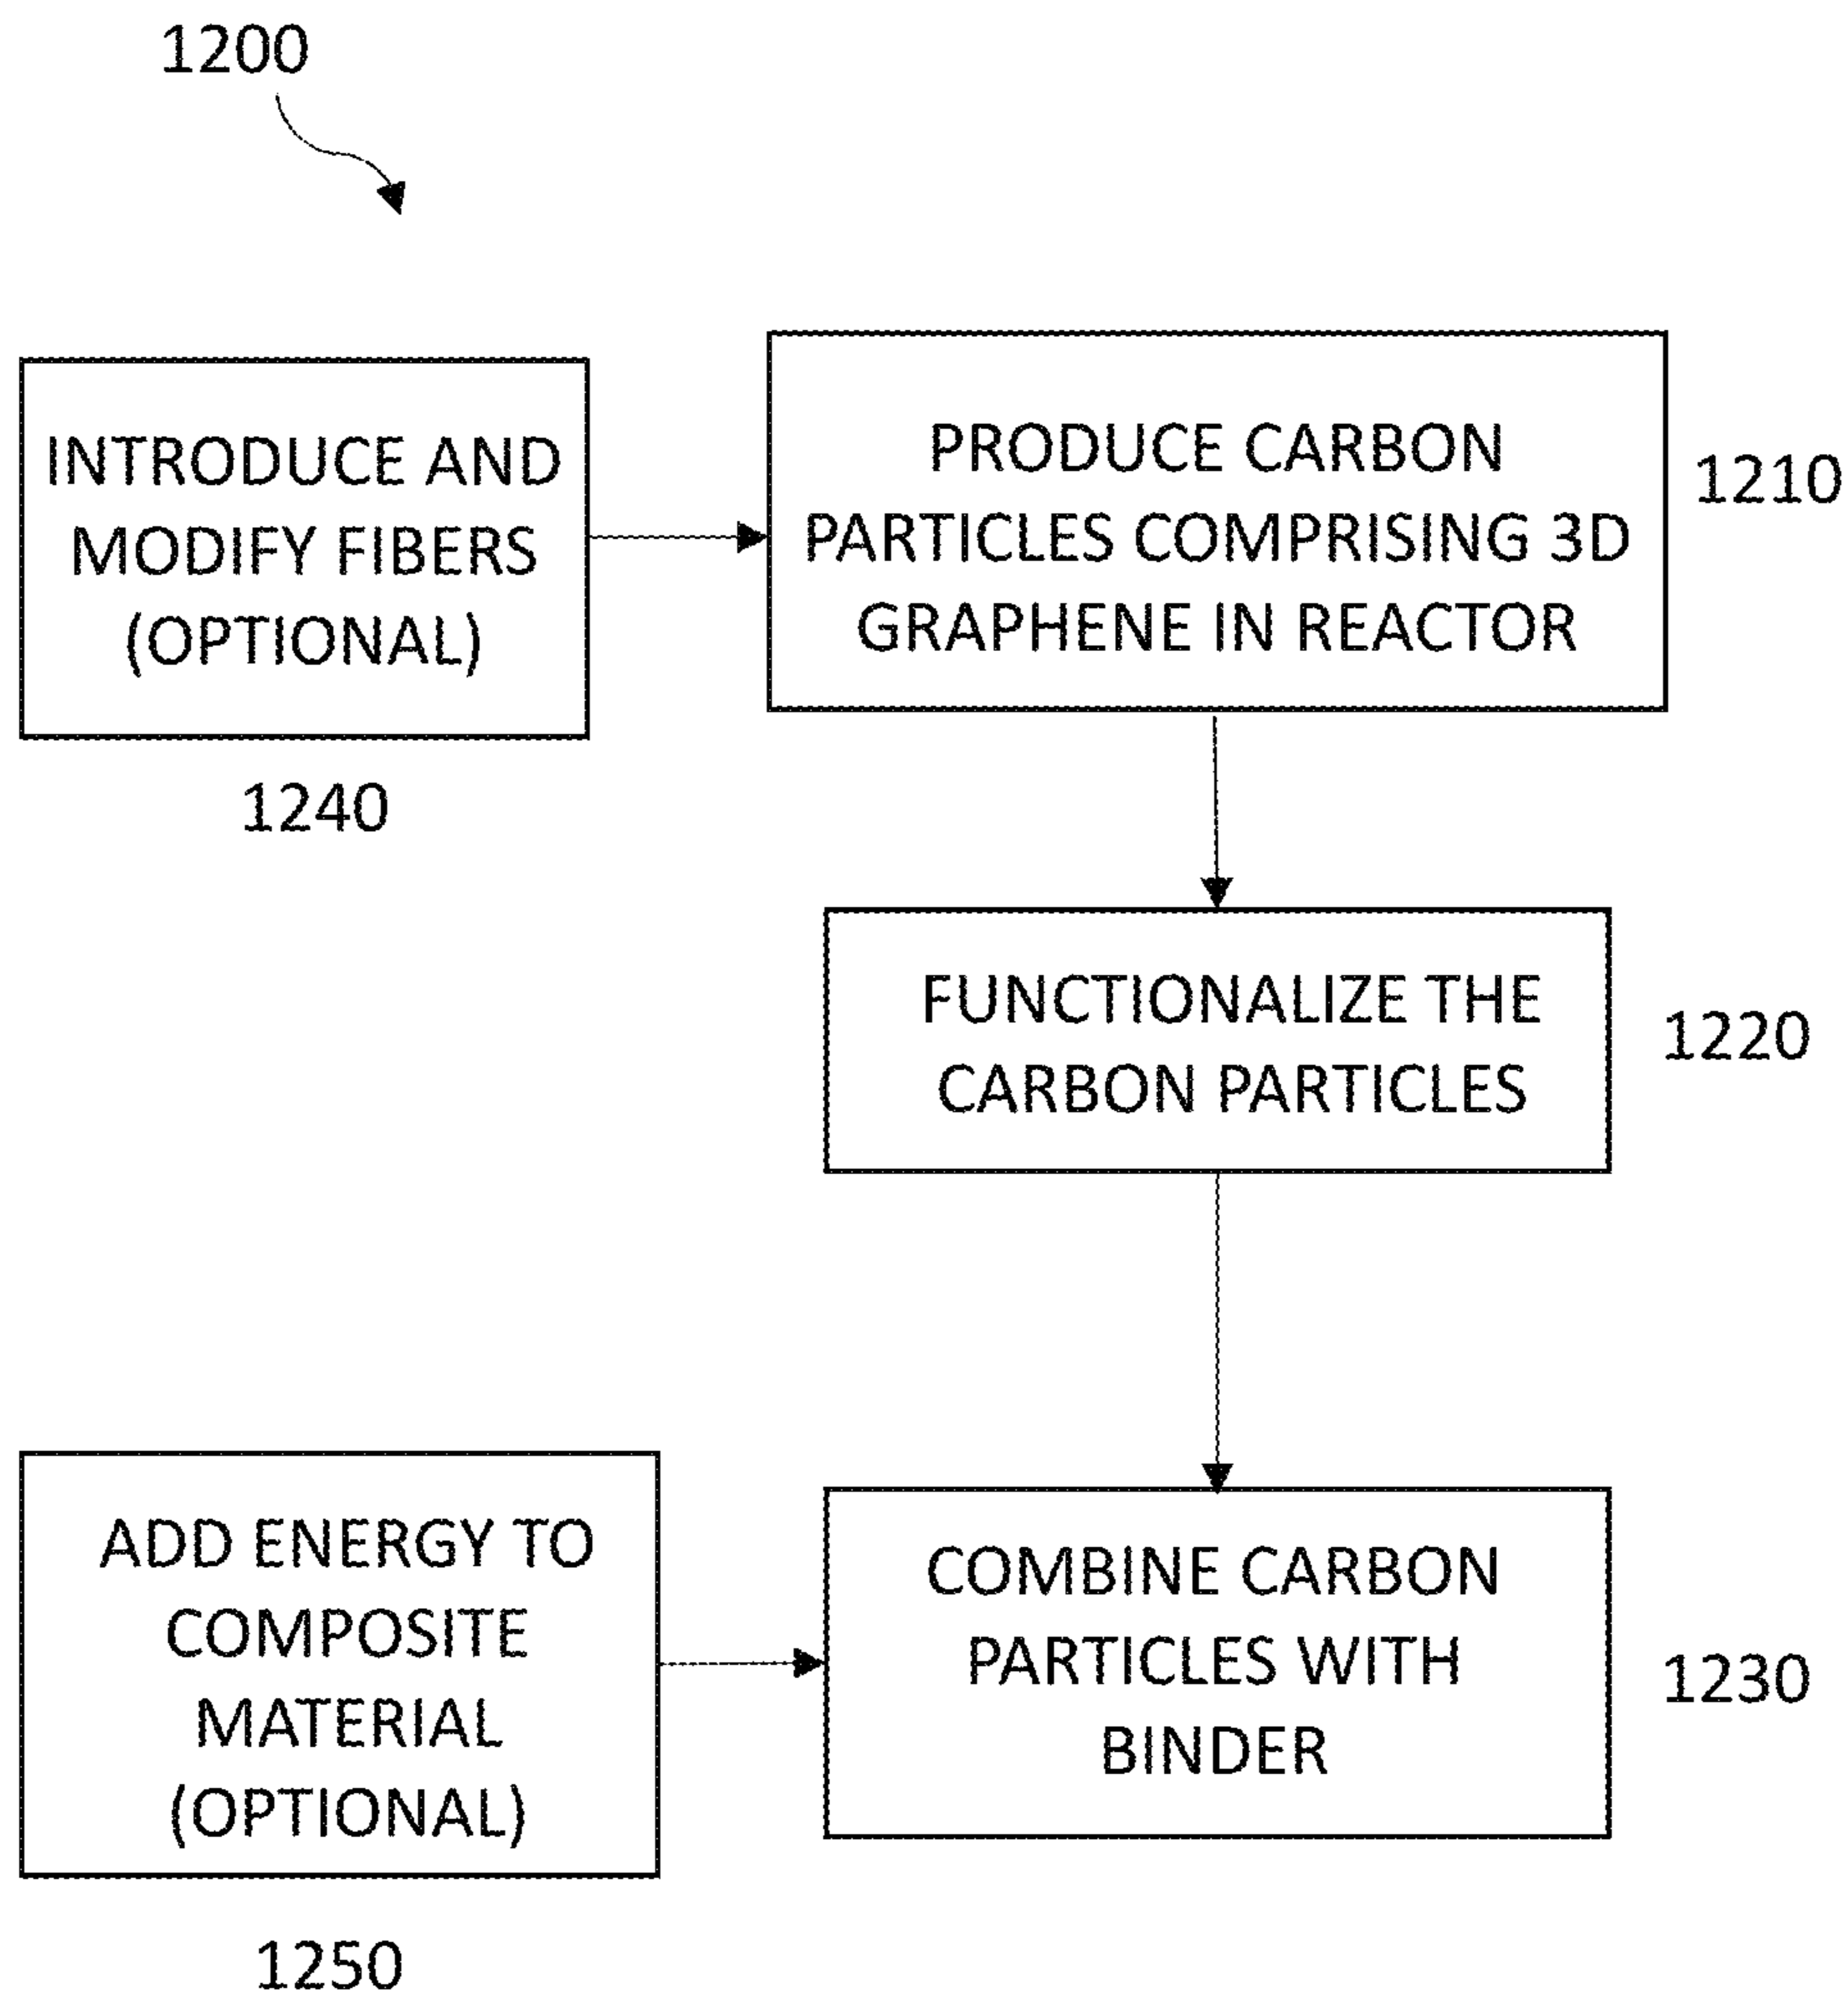 1200
INTRODUCE AND
MODIFY FIBERS
(OPTIONAL)
1240
PRODUCE CARBON
PARTICLES COMPRISING 3D
GRAPHENE IN REACTOR
1210
FUNCTIONALIZE THE
CARBON PARTICLES
1220
ADD ENERGY TO
COMPOSITE
MATERIAL
(OPTIONAL)
1250
COMBINE CARBON
PARTICLES WITH
BINDER
1230